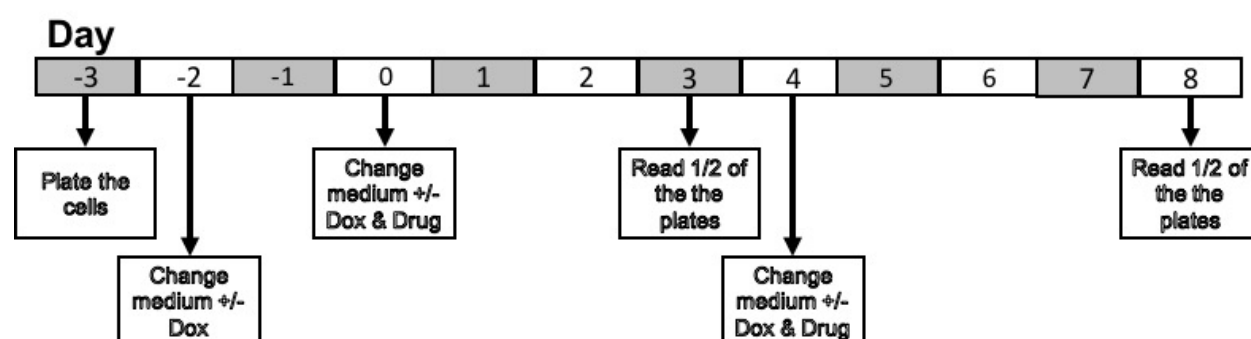 Day
-3 -2 -1 0 1 2 3 4 5 6 7 8
Plate the
cells
Change
medium +/-
Dox
Change
medium +/-
Dox & Drug
Read 1/2 of
the the
plates
Change
medium +/-
Dox & Drug
Read 1/2 of
the the
plates